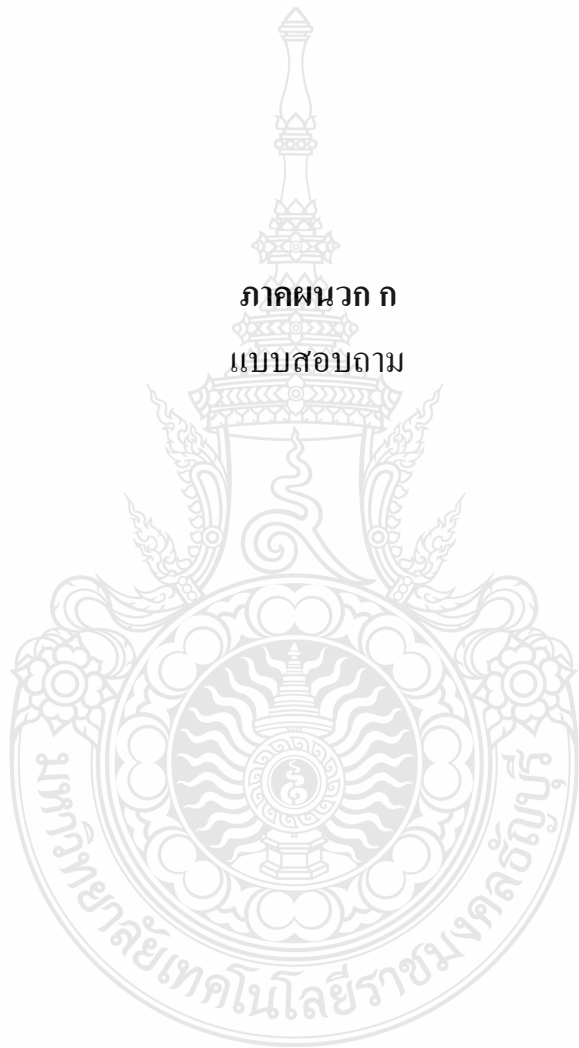 ภาคผนวก ก
แบบสอบถาม
มหาวิทยาลัยเทคโนโลยีราชมงคลธัญบุรี